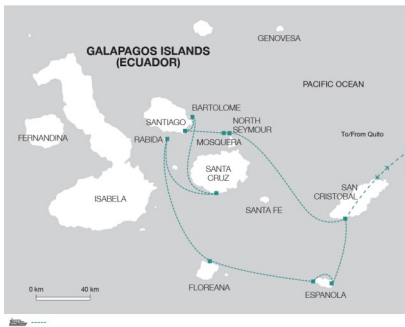 GENOVESA
GALAPAGOS ISLANDS
(ECUADOR)
PACIFIC OCEAN
BARTOLOME
SANTIAGO
NORTH
SEYMOUR
FERNANDINA
RABIDA
MOSQUERA
To/From Quito
SANTA
CRUZ
SAN
CRISTOBAL
ISABELA
SANTA FE
0 km
40 km
FLOREANA
ESPANOLA